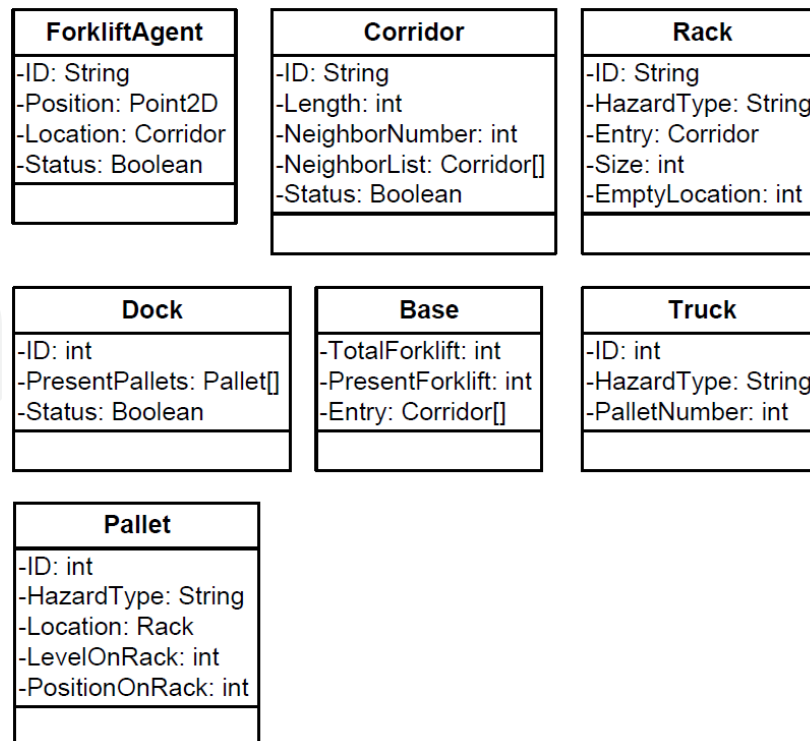 ForkliftAgent
-ID: String
-Position: Point2D
-Location: Corridor
-Status: Boolean
Corridor
-ID: String
-Length: int
-NeighborNumber: int
-NeighborList: Corridor[]
-Status: Boolean
Rack
-ID: String
-HazardType: String
-Entry: Corridor
-Size: int
-EmptyLocation: int
Dock
-ID: int
-PresentPallets: Pallet[]
-Status: Boolean
Base
-TotalForklift: int
-PresentForklift: int
-Entry: Corridor[]
Truck
-ID: int
-HazardType: String
-PalletNumber: int
Pallet
-ID: int
-HazardType: String
-Location: Rack
-LevelOnRack: int
-PositionOnRack: int